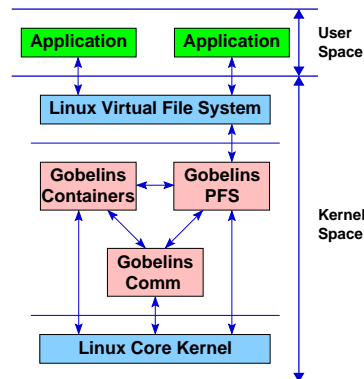 Application
Application
User
Space
Linux Virtual File System
Gobelins
Containers
Gobelins
PFS
Kernel
Space
Gobelins
Comm
Linux Core Kernel